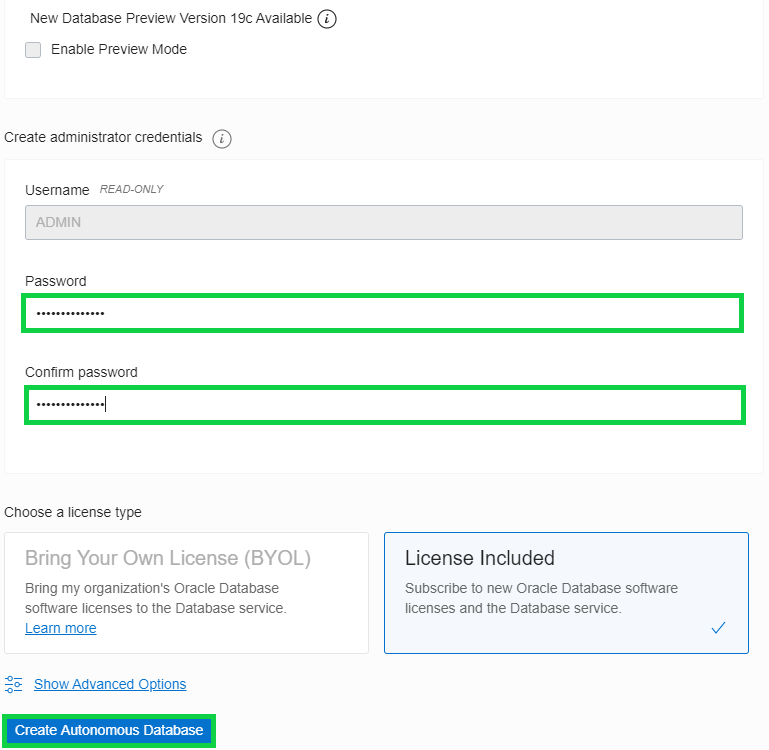 New Database Preview Version 19c Available i
Enable Preview Mode
Create administrator credentials i
Username READ-ONLY
ADMIN
Password
••••••••••••••
Confirm password
••••••••••••••
Choose a license type
Bring Your Own License (BYOL)
Bring my organization's Oracle Database
software licenses to the Database service.
Learn more
License Included
Subscribe to new Oracle Database software
licenses and the Database service.
Show Advanced Options
Create Autonomous Database